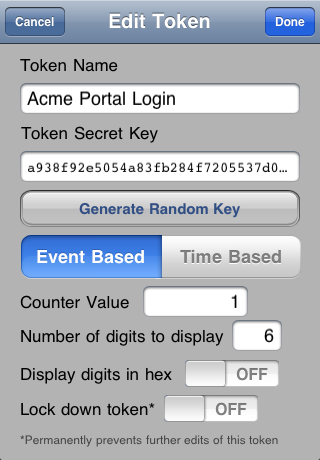 Cancel Edit Token Done
Token Name
Acme Portal Login
Token Secret Key
a938f92e5054a83fb284f7205537d0…
Generate Random Key
Event Based Time Based
Counter Value 1
Number of digits to display 6
Display digits in hex OFF
Lock down token* OFF
*Permanently prevents further edits of this token